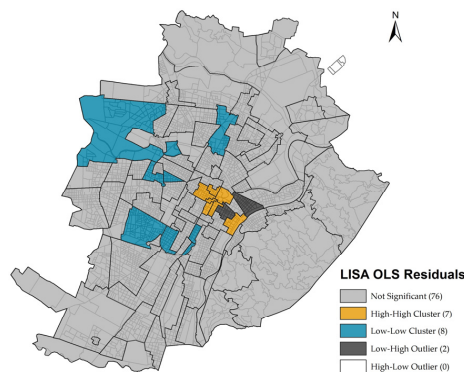 N
LISA OLS Residuals
Not Significant (76)
High-High Cluster (7)
Low-Low Cluster (8)
Low-High Outlier (2)
High-Low Outlier (0)